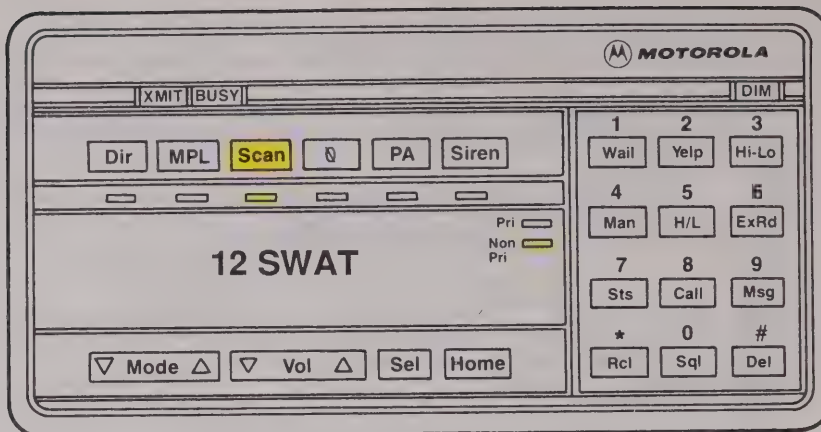 MOTOROLA
XMIT BUSY
DIM
Dir MPL Scan PA Siren
Pri
Non
Pri
12 SWAT
Mode Vol Sel Home
1 2 3
Wail Yelp Hi-Lo
4 5 6
Man H/L ExRd
7 8 9
Sts Call Msg
* 0 #
Rcl Sql Del